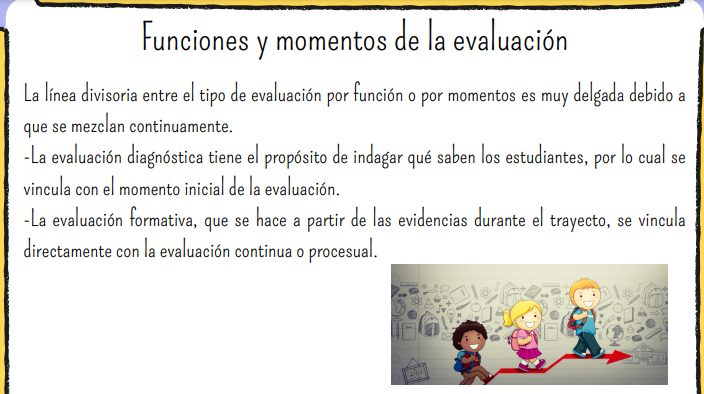 Funciones y momentos de la evaluación
La línea divisoria entre el tipo de evaluación por función o por momentos es muy delgada debido a
que se mezclan continuamente.
-La evaluación diagnóstica tiene el propósito de indagar qué saben los estudiantes, por lo cual se
vincula con el momento inicial de la evaluación.
-La evaluación formativa, que se hace a partir de las evidencias durante el trayecto, se vincula
directamente con la evaluación continua o procesual.